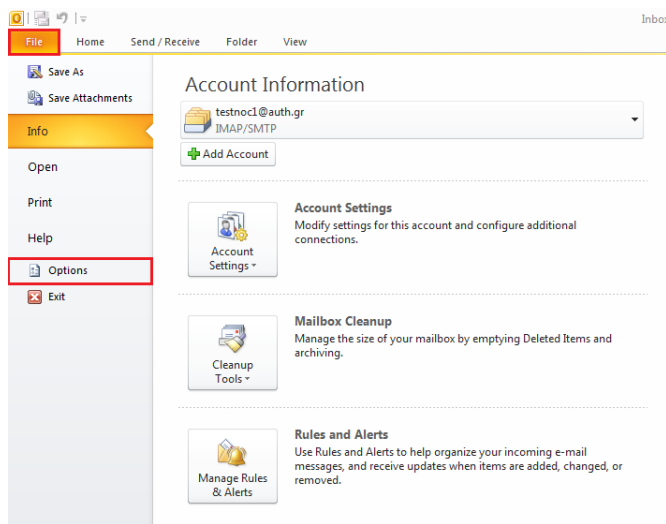 Inbox
File Home Send / Receive Folder View
Save As
Save Attachments
Info
Open
Print
Help
Options
Exit
Account Information
testnoc1@auth.gr
IMAP/SMTP
Add Account
Account
Settings
Account Settings
Modify settings for this account and configure additional
connections.
Cleanup
Tools
Mailbox Cleanup
Manage the size of your mailbox by emptying Deleted Items and
archiving.
Manage Rules
& Alerts
Rules and Alerts
Use Rules and Alerts to help organize your incoming e-mail
messages, and receive updates when items are added, changed, or
removed.